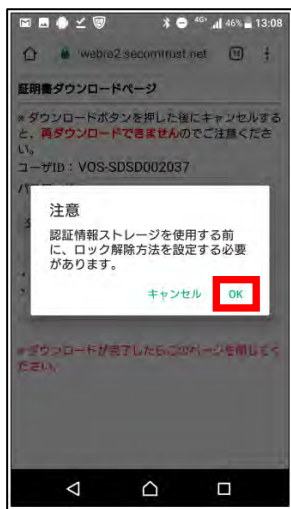 4G+ 46% 13:08
webra2.secomtrust.net
証明書ダウンロードページ
※ダウンロードボタンを押した後にキャンセルする
と、再ダウンロードできませんのでご注意くださ
い。
ユーザID：VOS-SDSD002037
注意
認証情報ストレージを使用する前
に、ロック解除方法を設定する必要
があります。
キャンセル OK
※ダウンロードが完了したらこのページを閉じてく
ださい。